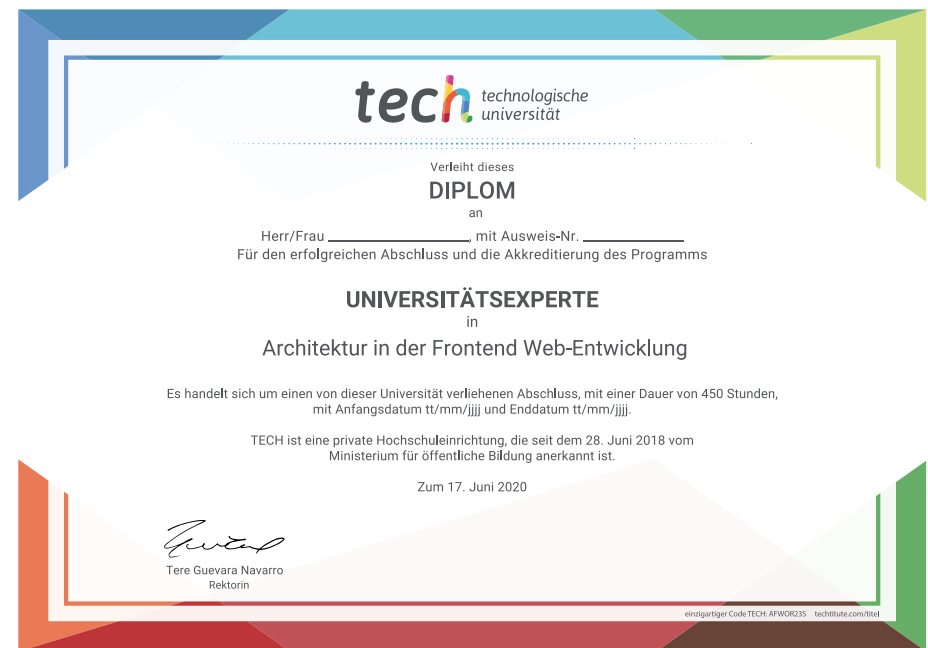 tech technologische
universität
Verleiht dieses
DIPLOM
an
Herr/Frau ____________________, mit Ausweis-Nr. ______________
Für den erfolgreichen Abschluss und die Akkreditierung des Programms
UNIVERSITÄTSEXPERTE
in
Architektur in der Frontend Web-Entwicklung
Es handelt sich um einen von dieser Universität verliehenen Abschluss, mit einer Dauer von 450 Stunden,
mit Anfangsdatum tt/mm/jjjj und Enddatum tt/mm/jjjj.
TECH ist eine private Hochschuleinrichtung, die seit dem 28. Juni 2018 vom
Ministerium für öffentliche Bildung anerkannt ist.
Zum 17. Juni 2020
Tere Guevara Navarro
Rektorin
einzigartiger Code TECH: AFWOR235 techtitute.com/titel